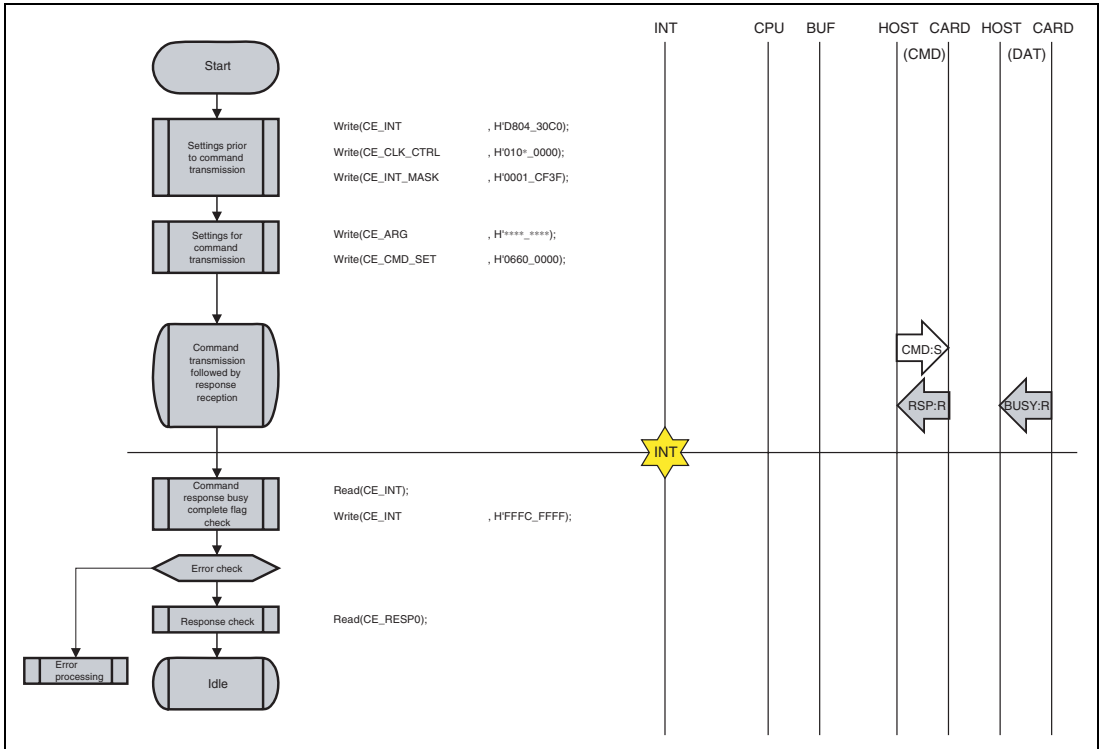 INT CPU BUF HOST CARD HOST CARD
(CMD) (DAT)
Start
Settings prior
to command
transmission
Write(CE_INT , H'D804_30C0);
Write(CE_CLK_CTRL , H'010*_0000);
Write(CE_INT_MASK , H'0001_CF3F);
Settings for
command
transmission
Write(CE_ARG , H'****_****);
Write(CE_CMD_SET , H'0660_0000);
Command
transmission
followed by
response
reception
CMD:S
RSP:R
BUSY:R
INT
Command
response busy
complete flag
check
Read(CE_INT);
Write(CE_INT , H'FFFC_FFFF);
Error check
Response check
Read(CE_RESP0);
Error
processing
Idle